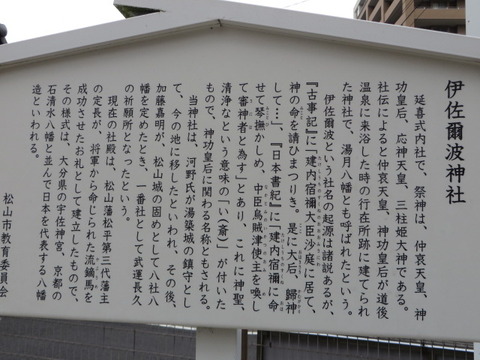 伊佐爾波神社
延喜式内社で、祭神は、仲哀天皇、神
功皇后、応神天皇、三柱姫大神である。
社伝によると仲哀天皇、神功皇后が道後
温泉に来浴した時の行在所跡に建てられ
た神社で、湯月八幡とも呼ばれたという。
伊佐爾波という社名の起源は諸説あるが、
『古事記』に「建内宿禰大臣沙庭に居て、
神の命を請ひまつりき。是に大后、歸神
して…」、『日本書紀』に「建内宿禰に命
せて琴撫かしめ、中臣烏賊津使主を喚し
て審神者と為す」とあり、これに神聖、
清浄なという意味の「い(斎)」が付いた
もので、神功皇后に関わる名称ともされる。
当神社は、河野氏が湯築城の鎮守とし
て、今の地に移したといわれ、その後、
加藤嘉明が、松山城の固めとして八社八
幡を定めたとき、一番社として武運長久
の祈願所となったという。
現在の社殿は、松山藩松平第三代藩主
の定長が、将軍から命じられた流鏑馬を
成功させたお礼として建立したもので、
その様式は、大分県の宇佐神宮、京都の
石清水八幡と並んで日本を代表する八幡
造といわれる。
松山市教育委員会